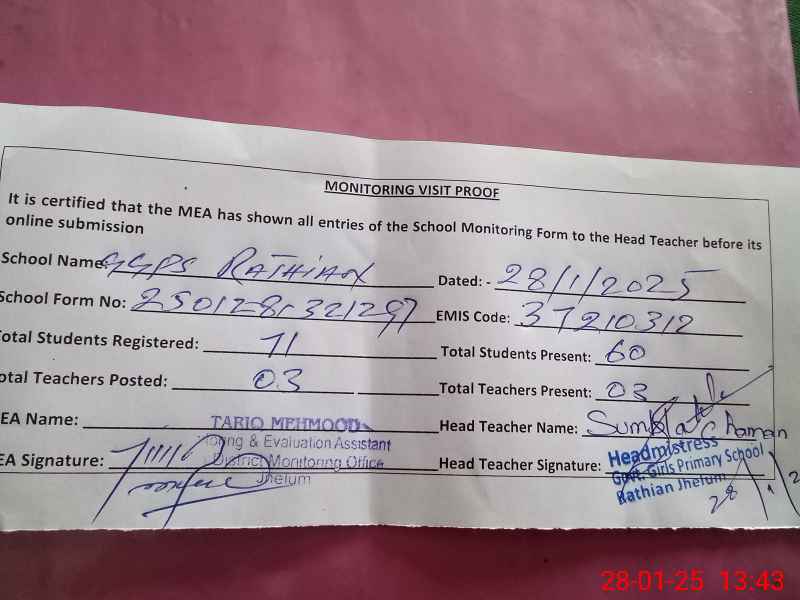 MONITORING VISIT PROOF
It is certified that the MEA has shown all entries of the School Monitoring Form to the Head Teacher before its
online submission
School Name GGPS RATHIAN Dated: - 28/1/2025
School Form No: EMIS Code: 37210312
otal Students Registered: 71 Total Students Present: 60
otal Teachers Posted: 03 Total Teachers Present: 03
EA Name: TARIQ MEHMOOD Head Teacher Name:
oring & Evaluation Assistant
EA Signature: District Monitoring Office Head Teacher Signature: Headmistress
Jhelum Govt. Girls Primary School
Rathian Jhelum
28
28-01-25 13:43